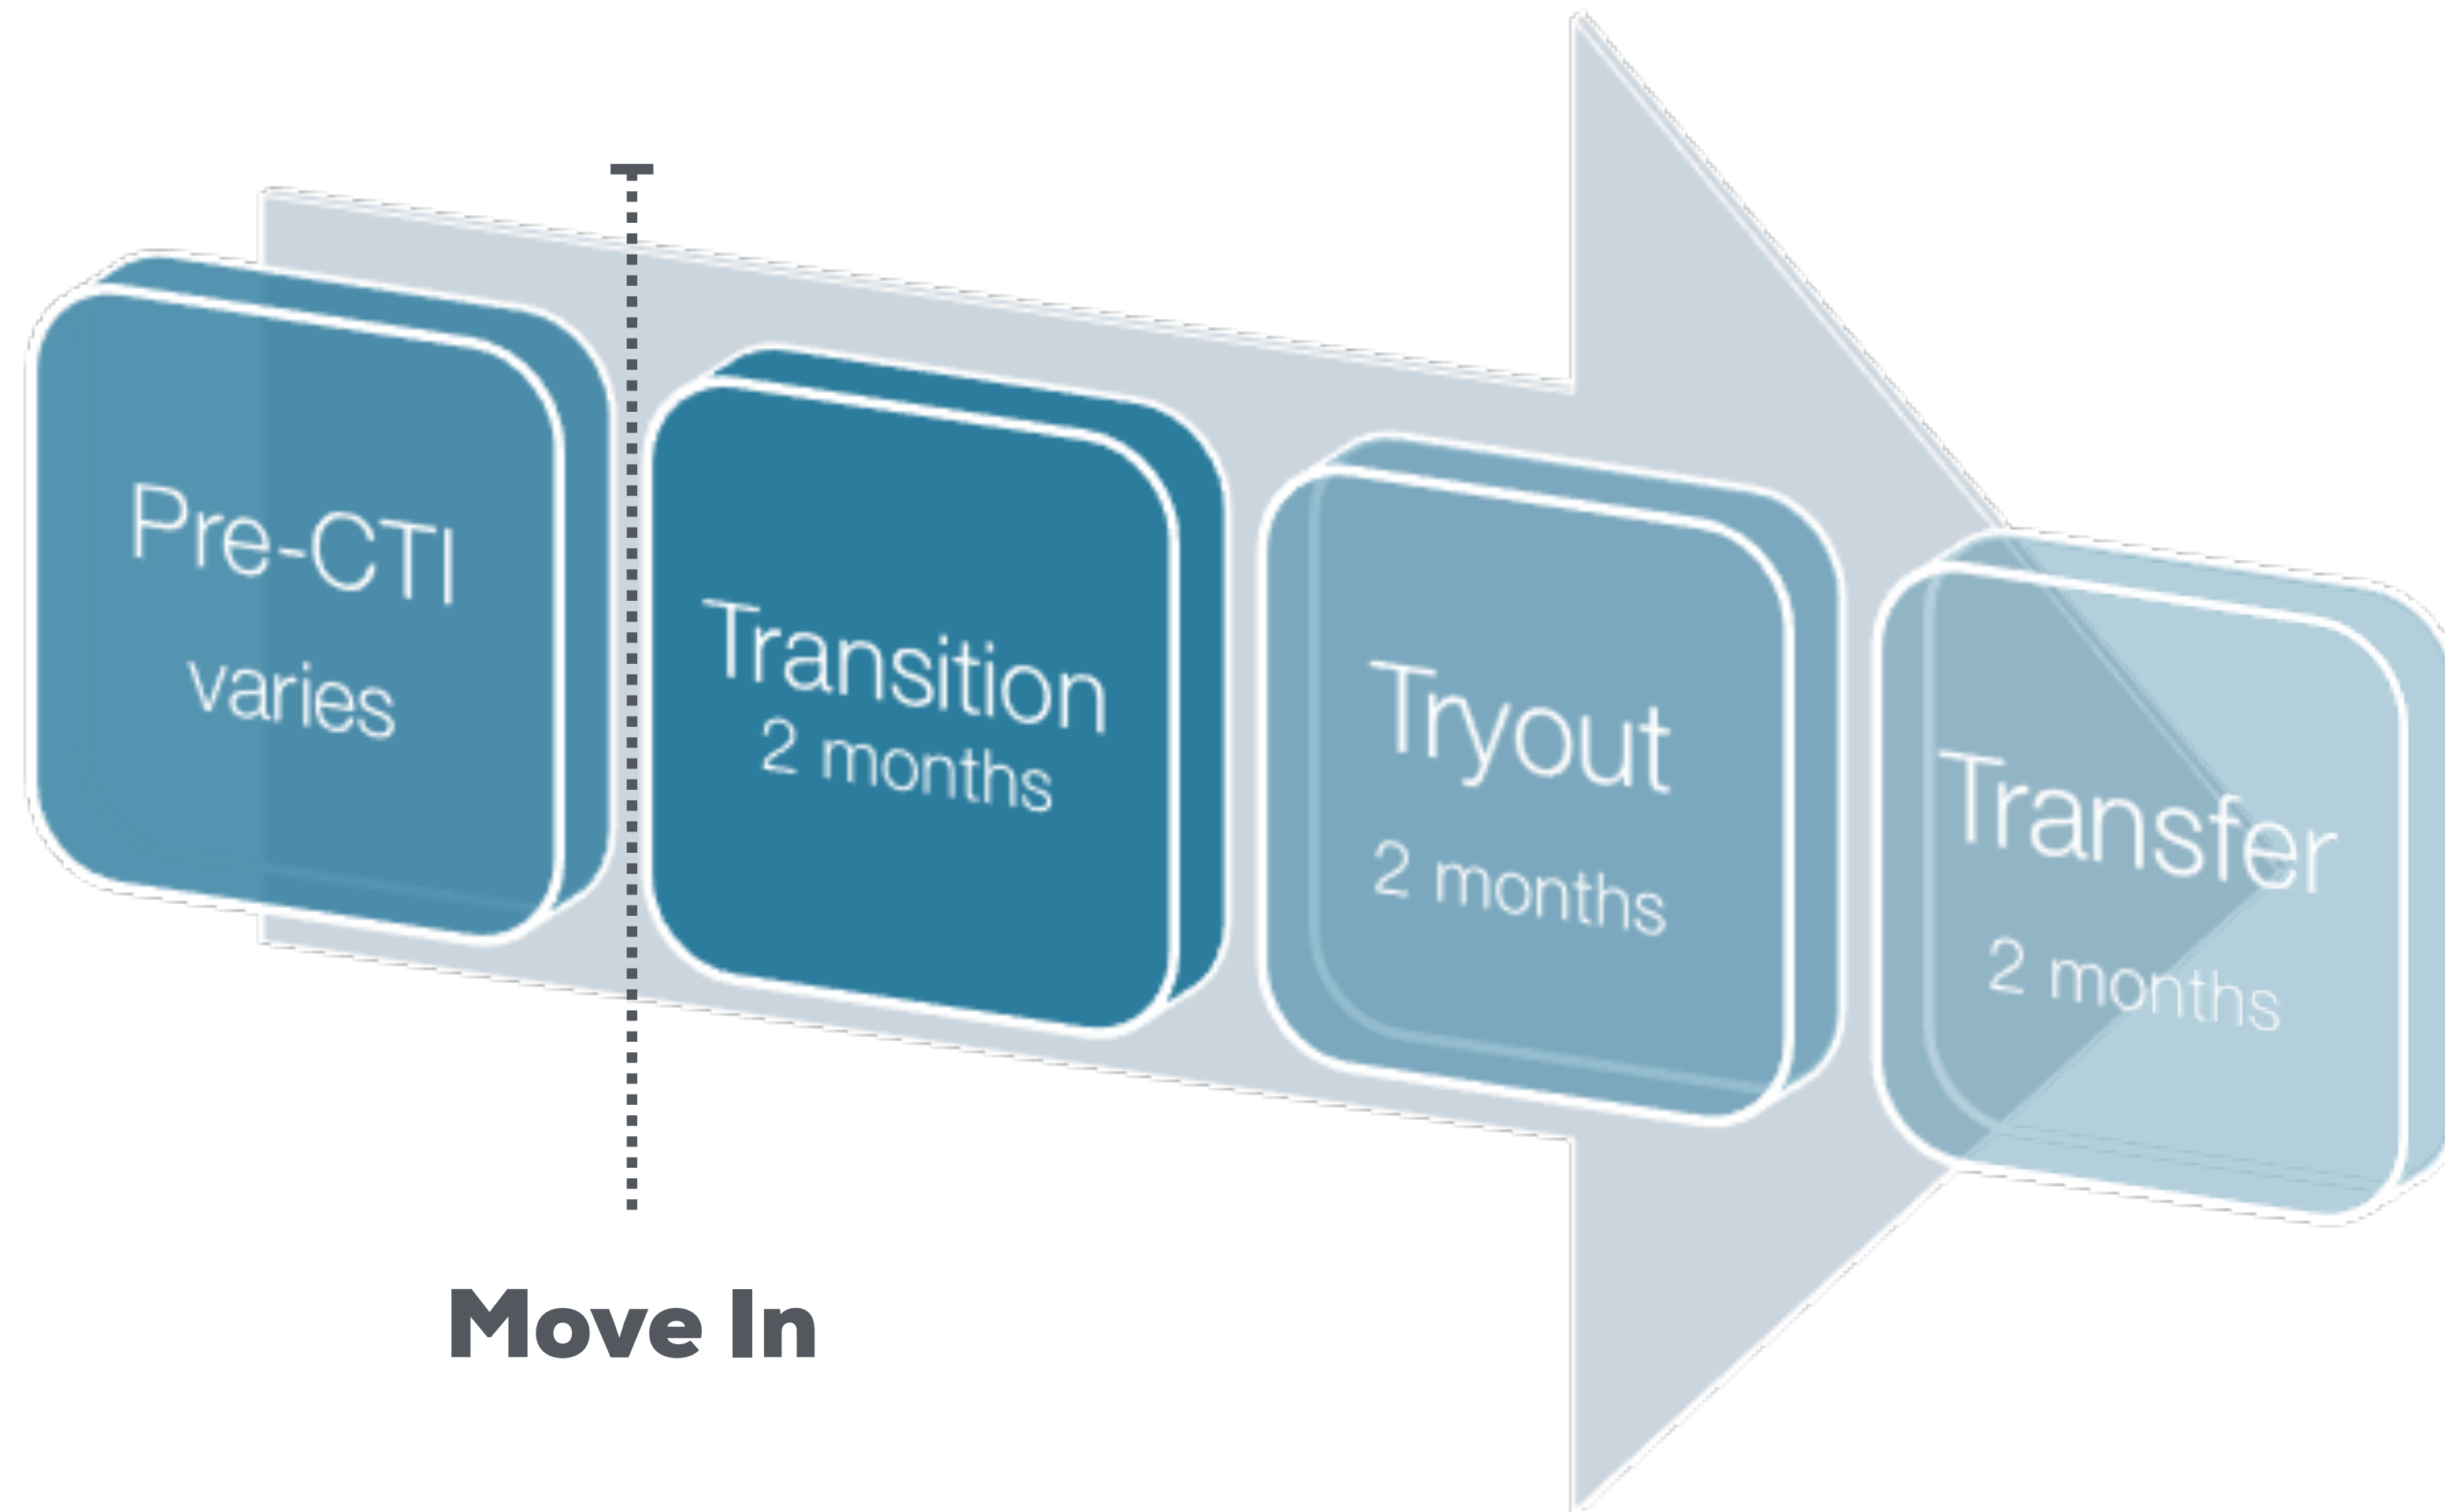 Pre-CTI
varies
Transition
2 months
Tryout
2 months
Transfer
2 months
Move In